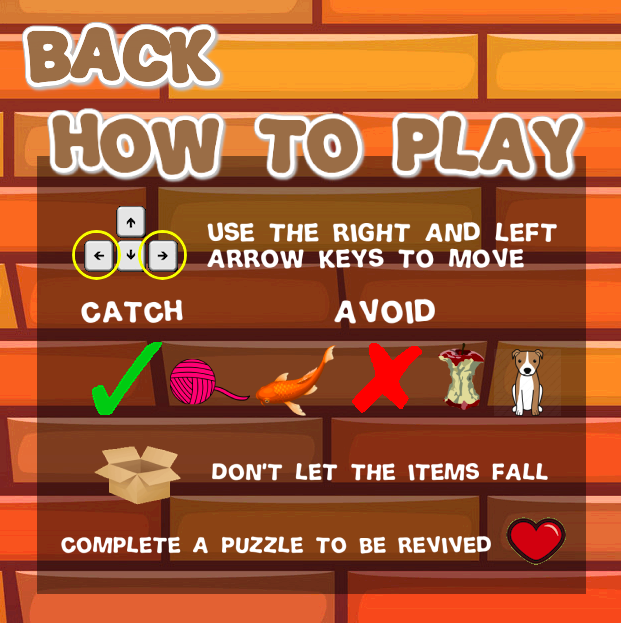 BACK
HOW TO PLAY
USE THE RIGHT AND LEFT
ARROW KEYS TO MOVE
CATCH AVOID
DON'T LET THE ITEMS FALL
COMPLETE A PUZZLE TO BE REVIVED